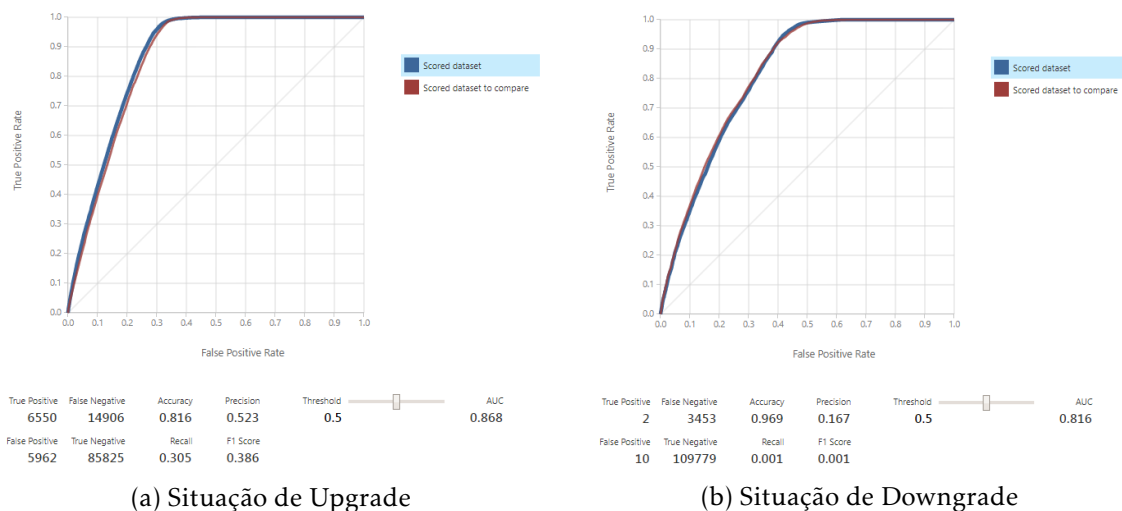 1.0
0.9
0.8
0.7
0.6
0.5
0.4
0.3
0.2
0.1
0.0
True Positive Rate
0.0 0.1 0.2 0.3 0.4 0.5 0.6 0.7 0.8 0.9 1.0
False Positive Rate
Scored dataset
Scored dataset to compare
True Positive False Negative Accuracy Precision Threshold AUC
6550 14906 0.816 0.523 0.5 0.868
False Positive True Negative Recall F1 Score
5962 85825 0.305 0.386
(a) Situação de Upgrade
1.0
0.9
0.8
0.7
0.6
0.5
0.4
0.3
0.2
0.1
0.0
True Positive Rate
0.0 0.1 0.2 0.3 0.4 0.5 0.6 0.7 0.8 0.9 1.0
False Positive Rate
Scored dataset
Scored dataset to compare
True Positive False Negative Accuracy Precision Threshold AUC
2 3453 0.969 0.167 0.5 0.816
False Positive True Negative Recall F1 Score
10 109779 0.001 0.001
(b) Situação de Downgrade